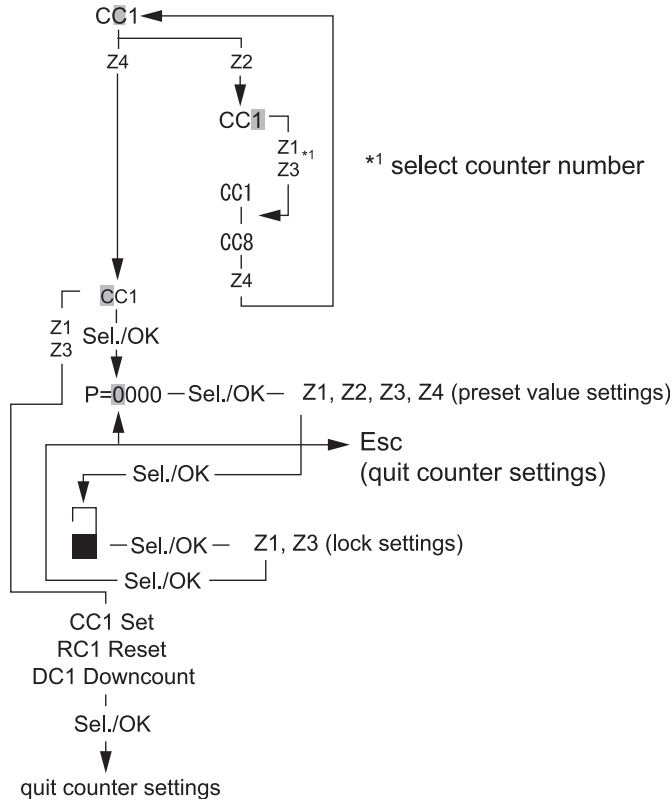 CC1
Z4
Z2
CC1
Z1
Z3 *1
*1 select counter number
CC1
CC8
Z4
CC1
Z1
Z3
Sel./OK
P=0000 Sel./OK Z1, Z2, Z3, Z4 (preset value settings)
Esc
(quit counter settings)
Sel./OK
Sel./OK Z1, Z3 (lock settings)
Sel./OK
CC1 Set
RC1 Reset
DC1 Downcount
Sel./OK
quit counter settings